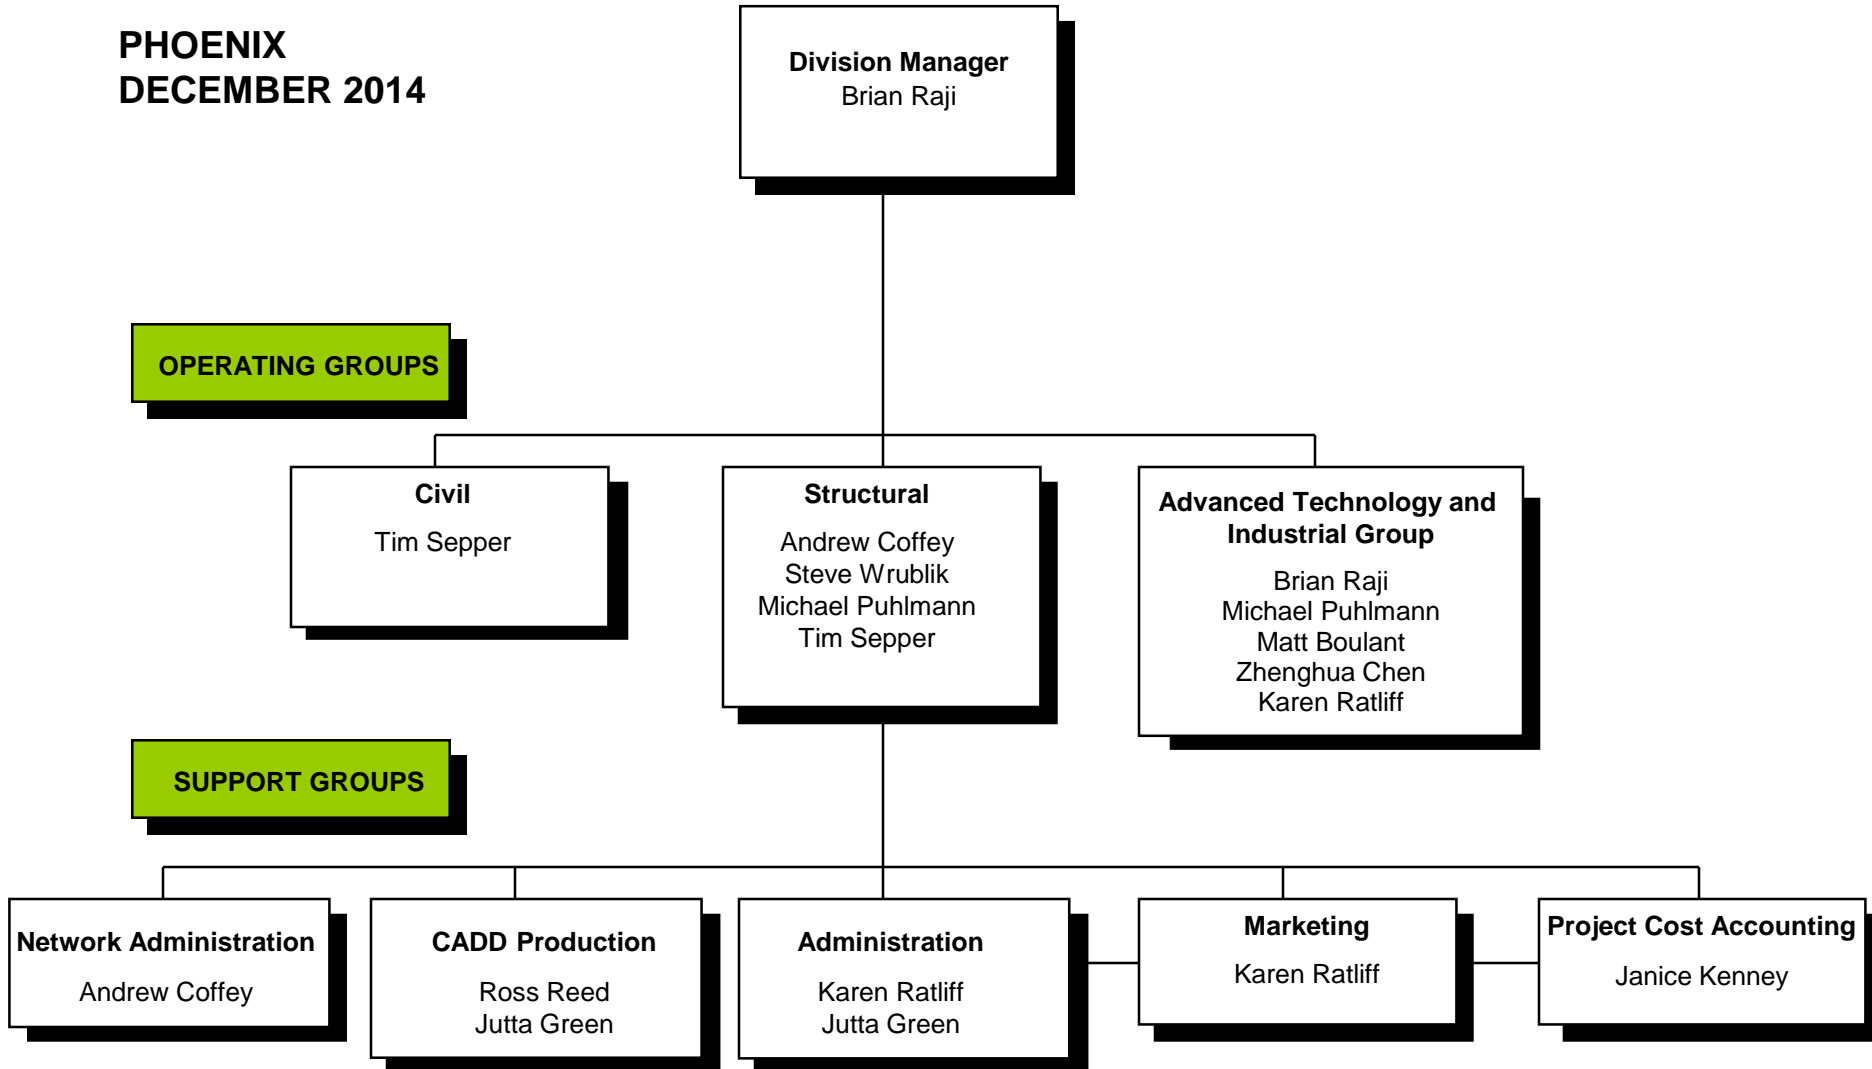 PHOENIX
DECEMBER 2014
Division Manager
Brian Raji
OPERATING GROUPS
Civil
Tim Sepper
Structural
Andrew Coffey
Steve Wrublik
Michael Puhlmann
Tim Sepper
Advanced Technology and
Industrial Group
Brian Raji
Michael Puhlmann
Matt Boulant
Zhenghua Chen
Karen Ratliff
SUPPORT GROUPS
Network Administration
Andrew Coffey
CADD Production
Ross Reed
Jutta Green
Administration
Karen Ratliff
Jutta Green
Marketing
Karen Ratliff
Project Cost Accounting
Janice Kenney